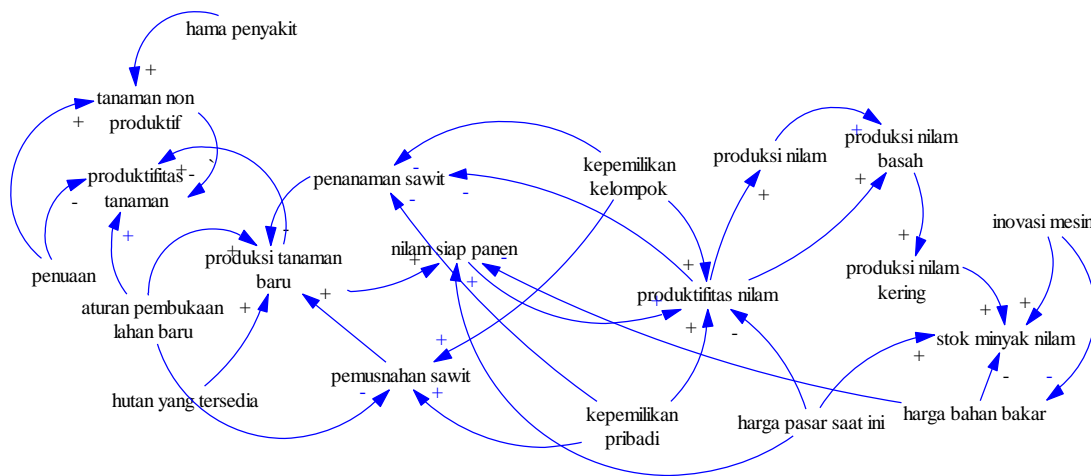 hama penyakit
+
tanaman non
produktif
+
+ -
produktifitas
tanaman
-
+
penuaan
aturan pembukaan
lahan baru
hutan yang tersedia
penanaman sawit
-
-
-
kepemilikan
kelompok
-
+
produksi tanaman
baru
+
+
+
nilam siap panen
+
-
+
pemusnahan sawit
+
-
+
kepemilikan
pribadi
produktifitas nilam
+
+
+
-
produksi nilam
+
produksi nilam
basah
+
+
produksi nilam
kering
+
inovasi mesin
+
+
stok minyak nilam
+
-
-
harga pasar saat ini
harga bahan bakar